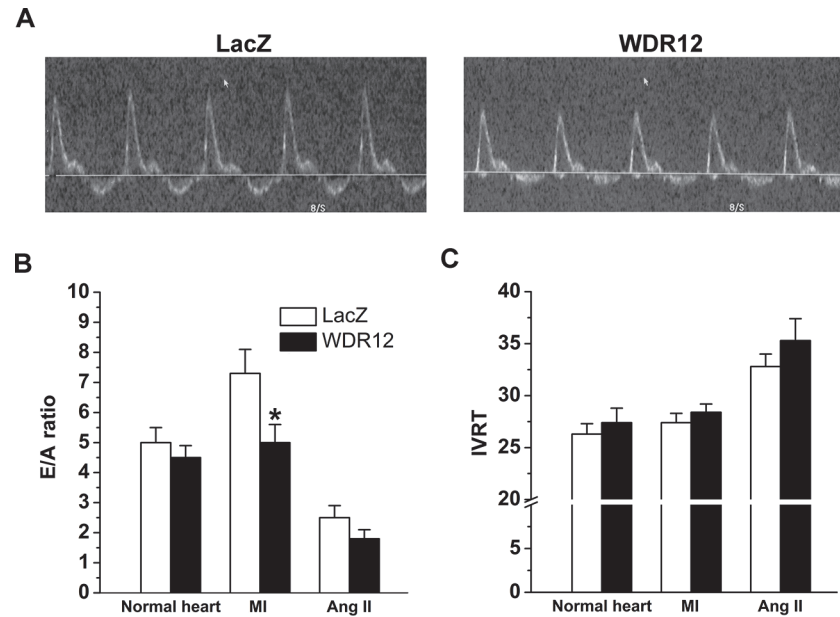 A
LacZ
WDR12
8/S
8/S
B
E/A ratio
10
9
8
7
6
5
4
3
2
1
0
LacZ
WDR12
*
Normal heart
MI
Ang II
C
IVRT
40
35
30
25
20
5
0
Normal heart
MI
Ang II